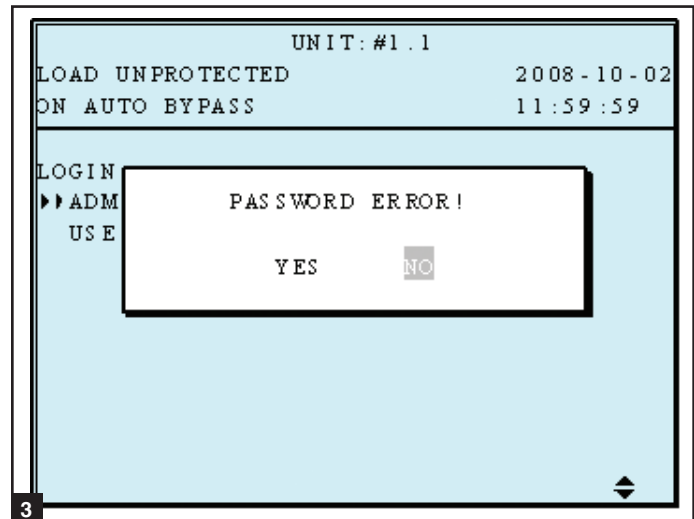 UNIT:#1.1
LOAD UNPROTECTED 2008-10-02
ON AUTO BYPASS 11:59:59
LOGIN
ADM
USE
PASSWORD ERROR!
YES NO
3